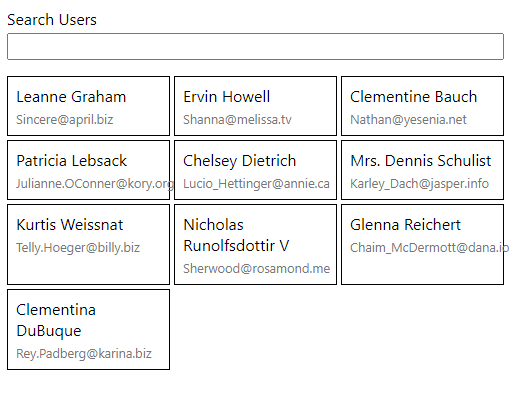 Search Users
Leanne Graham
Sincere@april.biz
Ervin Howell
Shanna@melissa.tv
Clementine Bauch
Nathan@yesenia.net
Patricia Lebsack
Julianne.OConner@kory.org
Chelsey Dietrich
Lucio_Hettinger@annie.ca
Mrs. Dennis Schulist
Karley_Dach@jasper.info
Kurtis Weissnat
Telly.Hoeger@billy.biz
Nicholas
Runolfsdottir V
Sherwood@rosamond.me
Glenna Reichert
Chaim_McDermott@dana.io
Clementina
DuBuque
Rey.Padberg@karina.biz